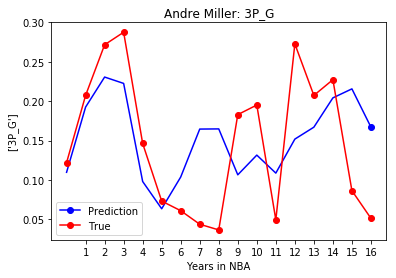 Andre Miller: 3P_G
['3P_G']
0.30
0.25
0.20
0.15
0.10
0.05
Prediction
True
1 2 3 4 5 6 7 8 9 10 11 12 13 14 15 16
Years in NBA